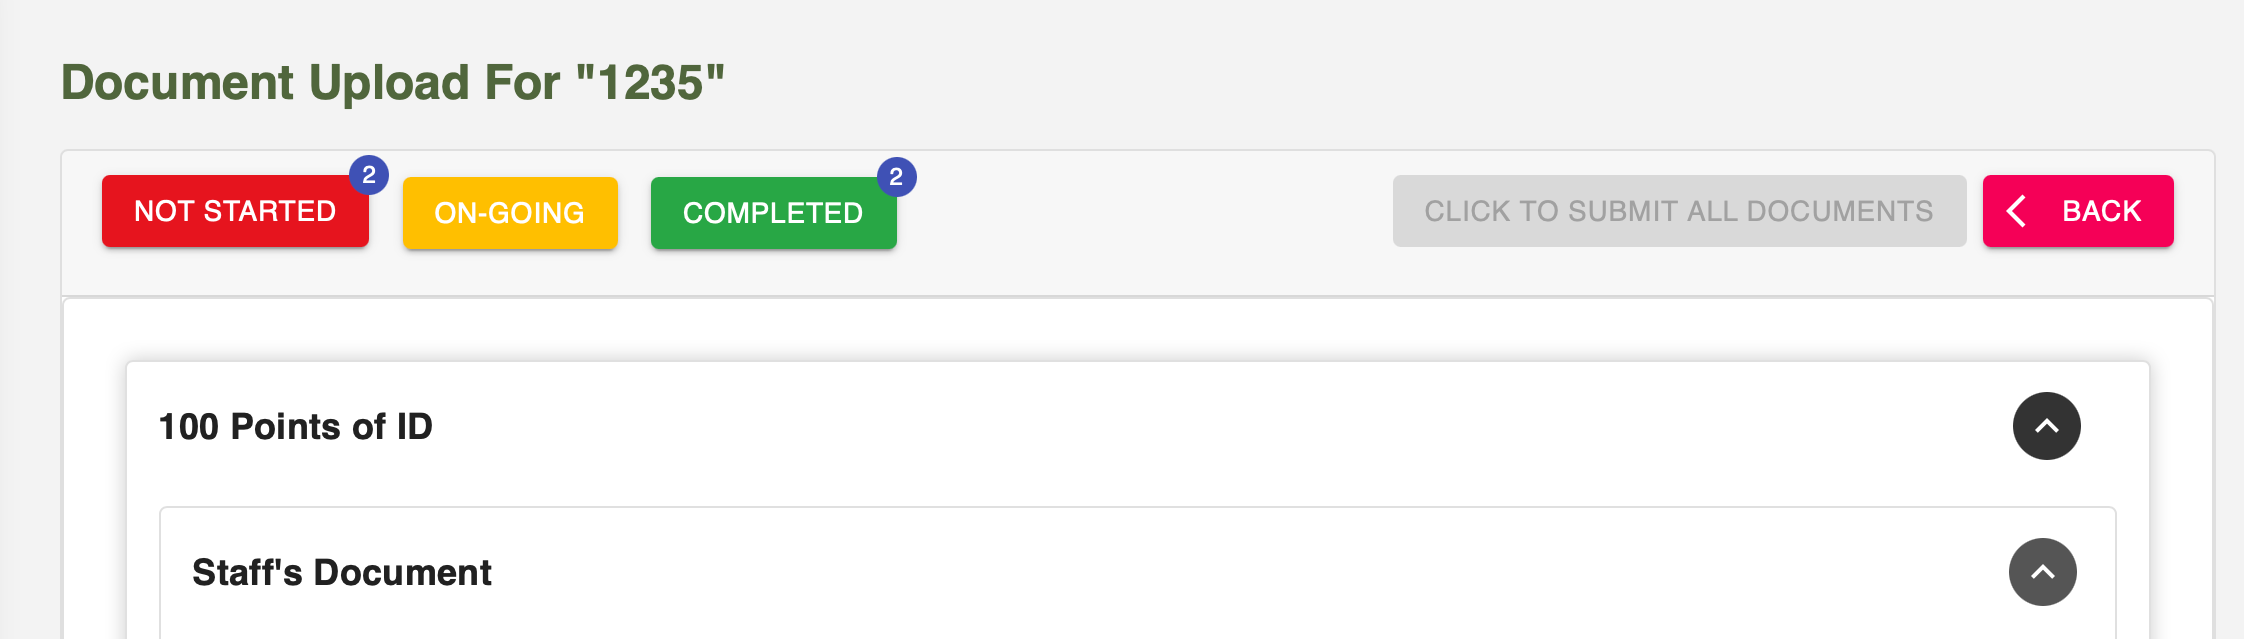 Document Upload For "1235"
NOT STARTED 2 ON-GOING COMPLETED 2 CLICK TO SUBMIT ALL DOCUMENTS BACK
100 Points of ID
Staff's Document